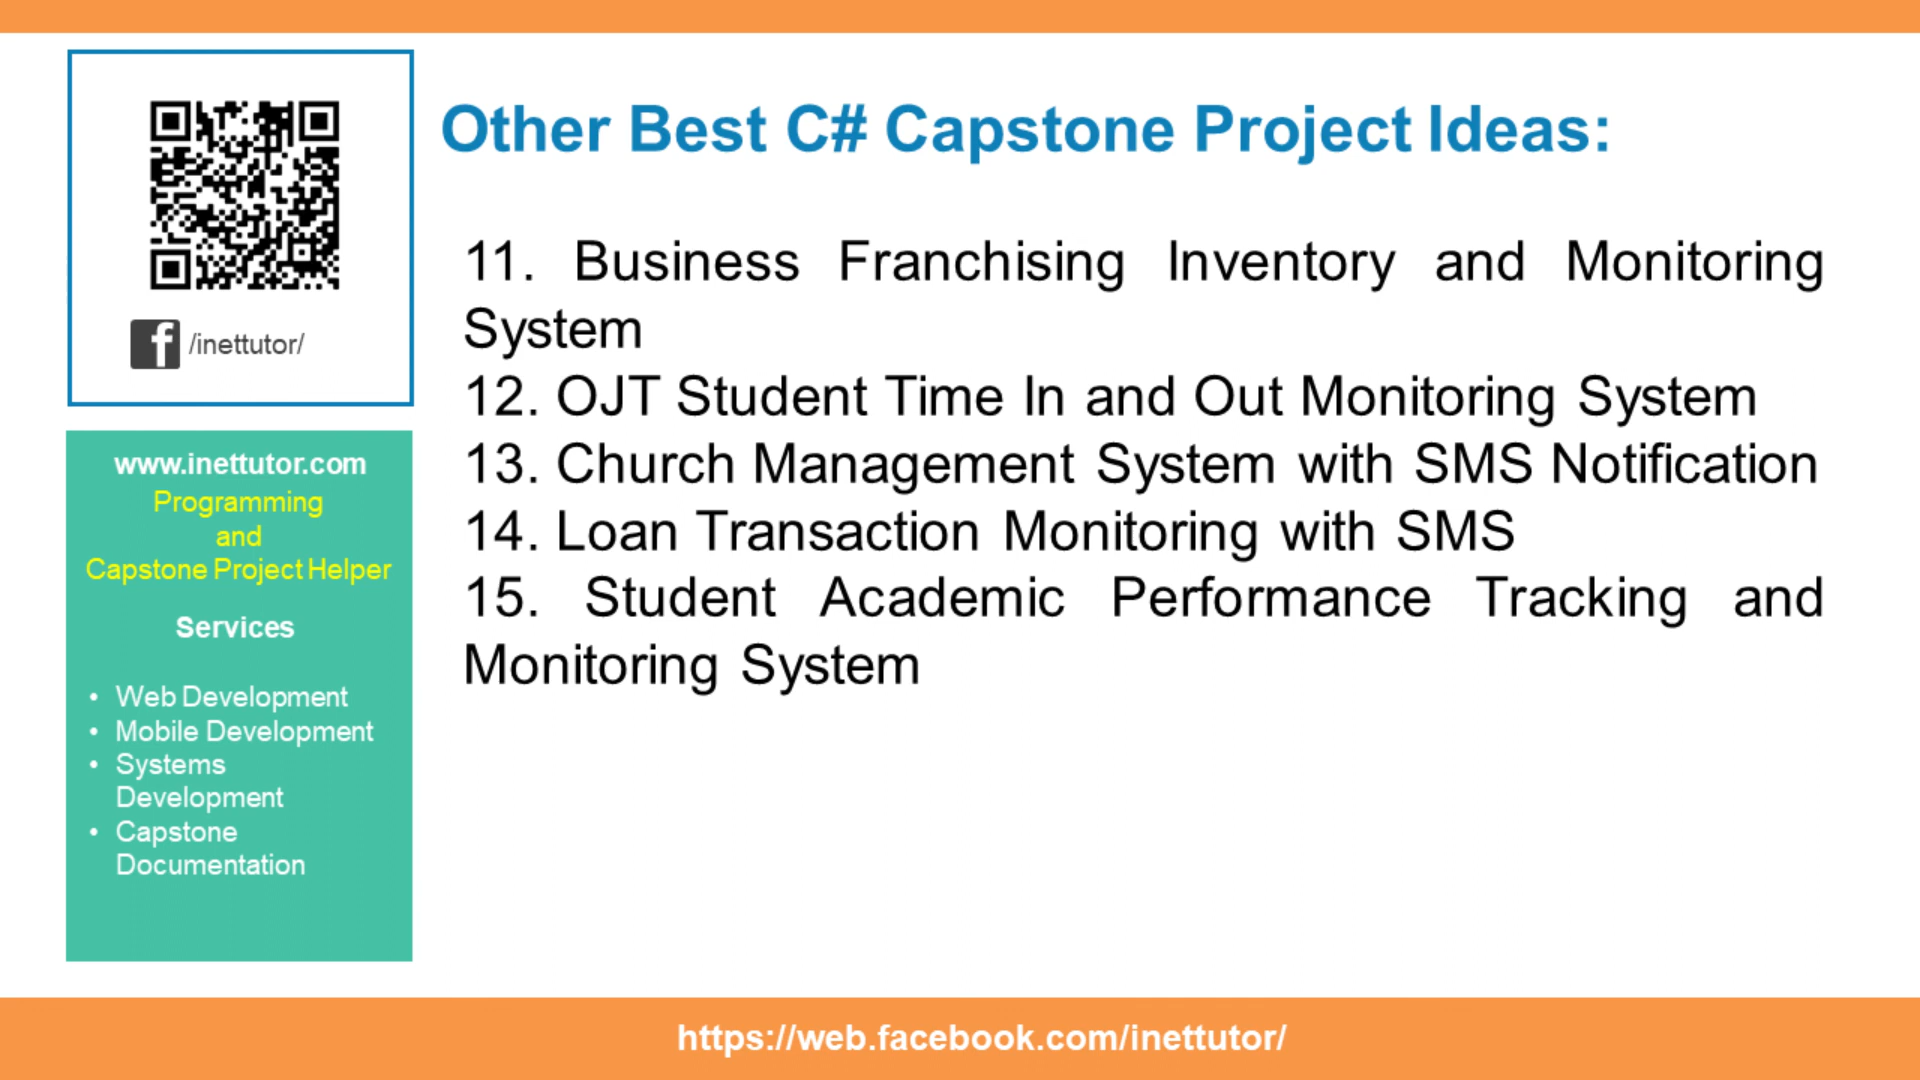 /inettutor/
www.inettutor.com
Programming
and
Capstone Project Helper
Services
• Web Development
• Mobile Development
• Systems
Development
• Capstone
Documentation
Other Best C# Capstone Project Ideas:
11. Business Franchising Inventory and Monitoring
System
12. OJT Student Time In and Out Monitoring System
13. Church Management System with SMS Notification
14. Loan Transaction Monitoring with SMS
15. Student Academic Performance Tracking and
Monitoring System
https://web.facebook.com/inettutor/